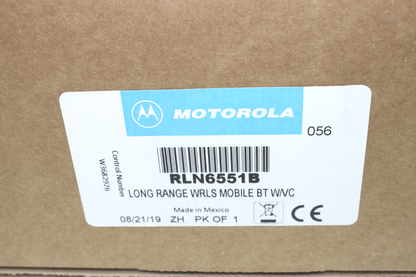 MOTOROLA
056
Control Number
W3682926
RLN6551B
LONG RANGE WRLS MOBILE BT W/VC
Made in Mexico
08/21/19 ZH PK OF 1
CE